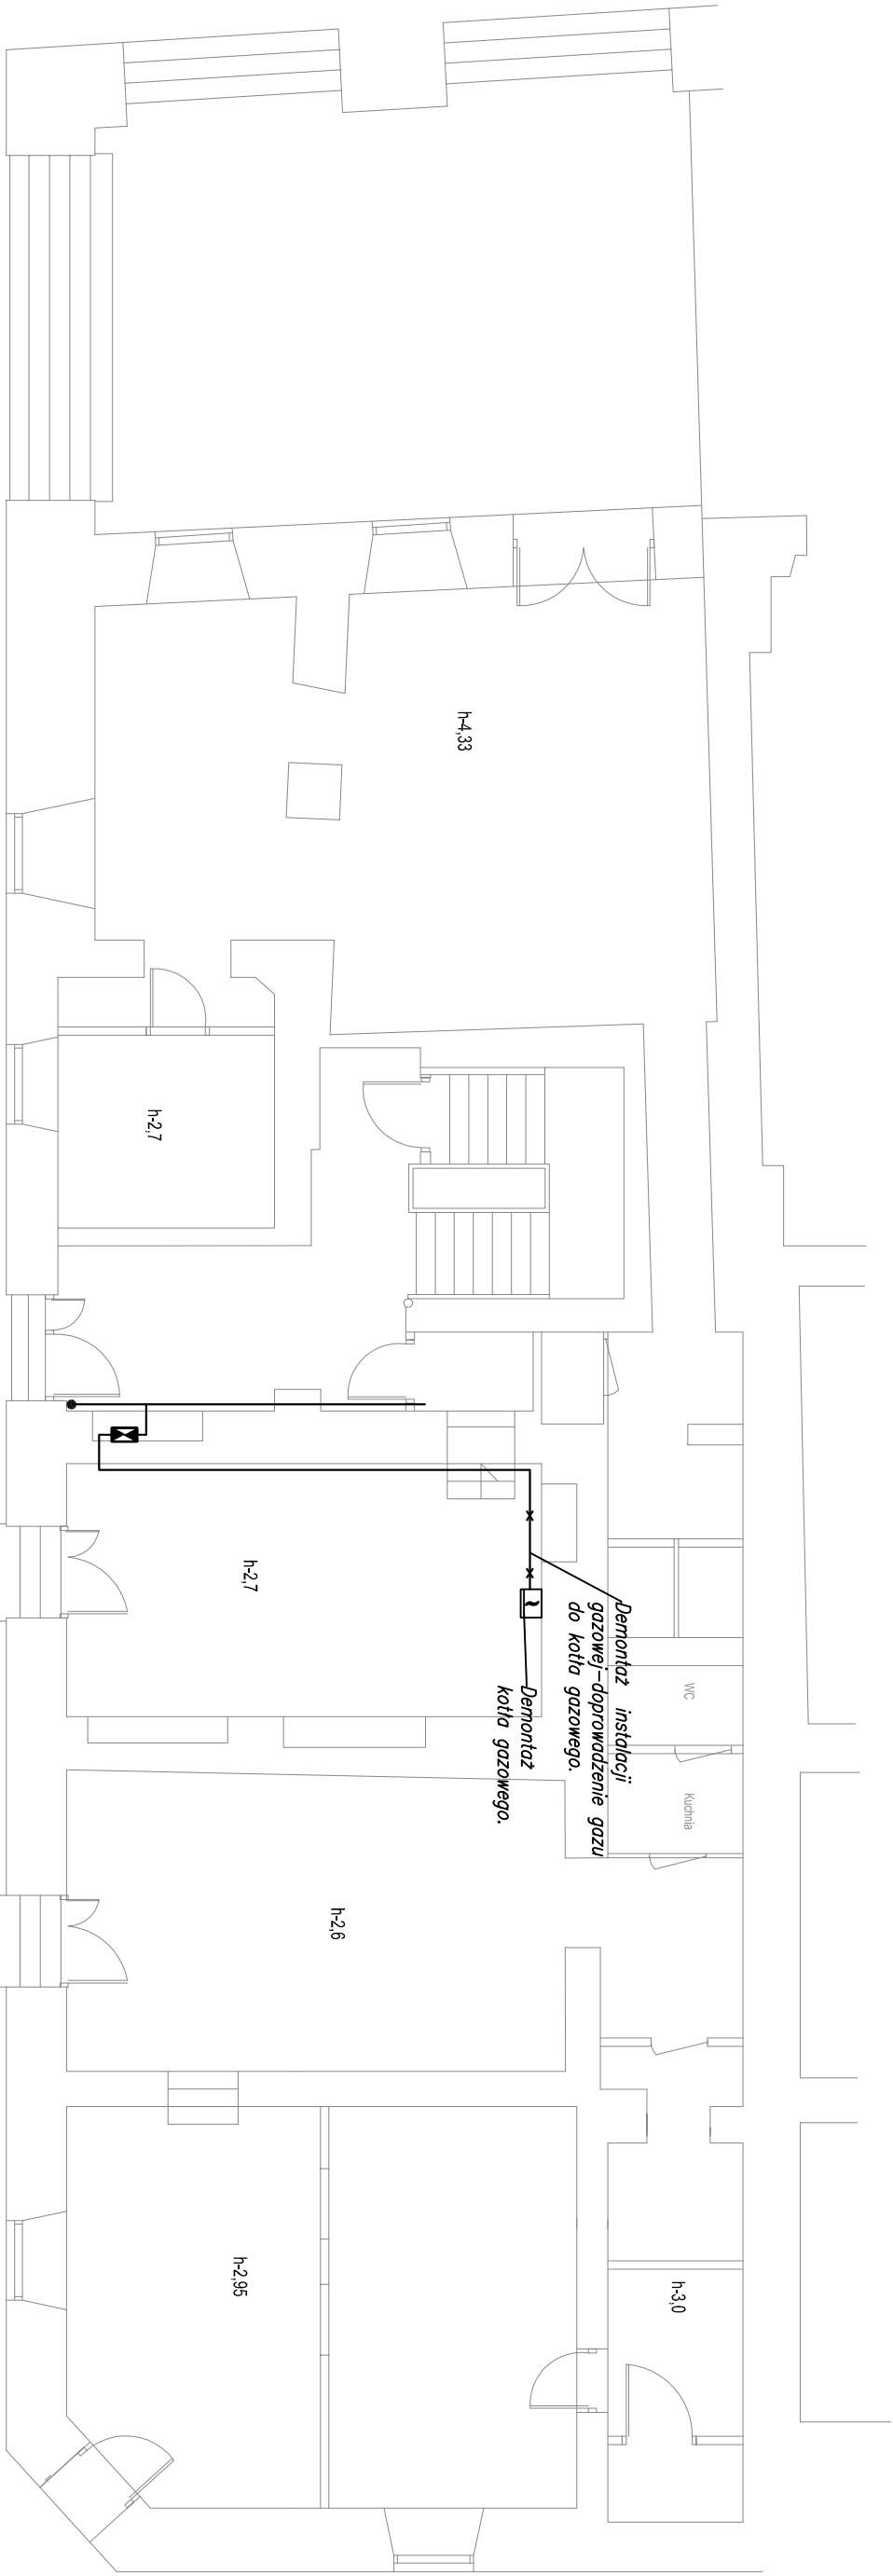 h-4,33
h-2,7
h-2,7
Demontaż instalacji
gazowej-doprowadzenie gazu
do kotła gazowego.
Demontaż
kotła gazowego.
WC
Kuchnia
h-2,6
h-2,95
h-3,0